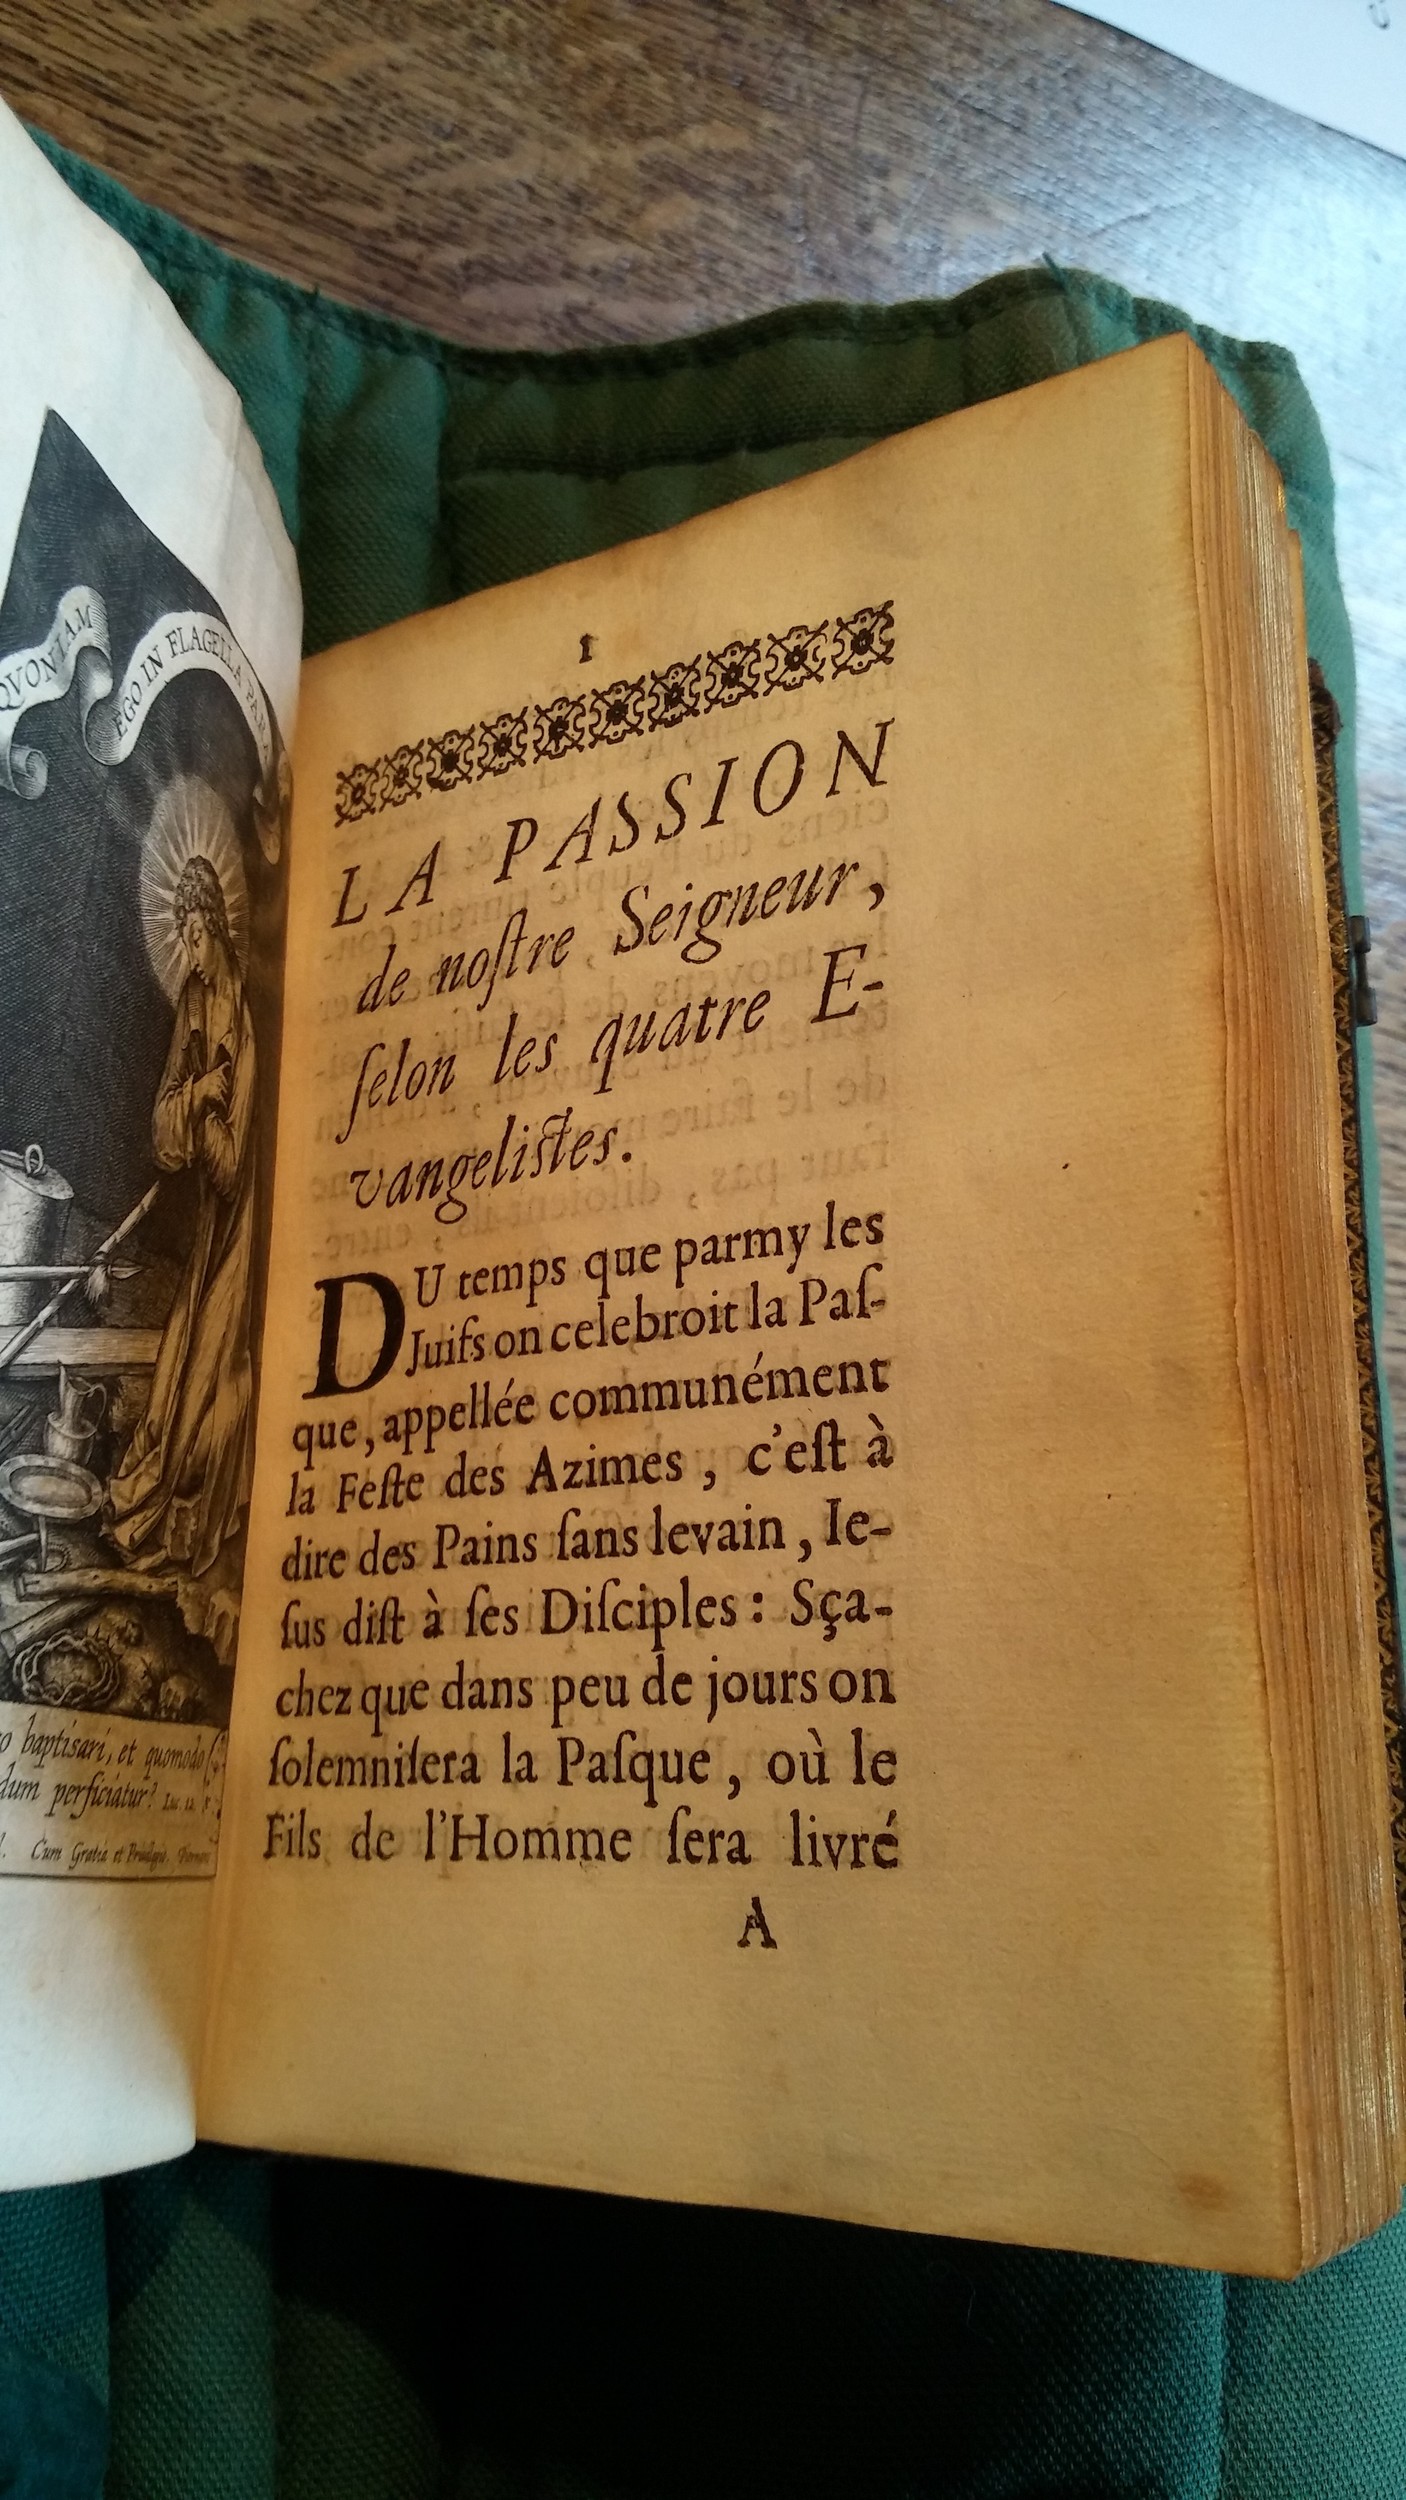 QVONIAM
EGO IN FLAGELLA PARA
o baptisari, et quomodo
dum perficiatur? Luc. 12.
Cum Gratia et Privilegio.
1
LA PASSION
de noſtre Seigneur,
ſelon les quatre E-
vangeliſtes.
DU temps que parmy les
Juifs on celebroit la Paſ-
que, appellée communément
la Feſte des Azimes, c'eſt à
dire des Pains ſans levain, Ie-
ſus diſt à ſes Diſciples: Sça-
chez que dans peu de jours on
ſolemniſera la Paſque, où le
Fils de l'Homme ſera livré
A